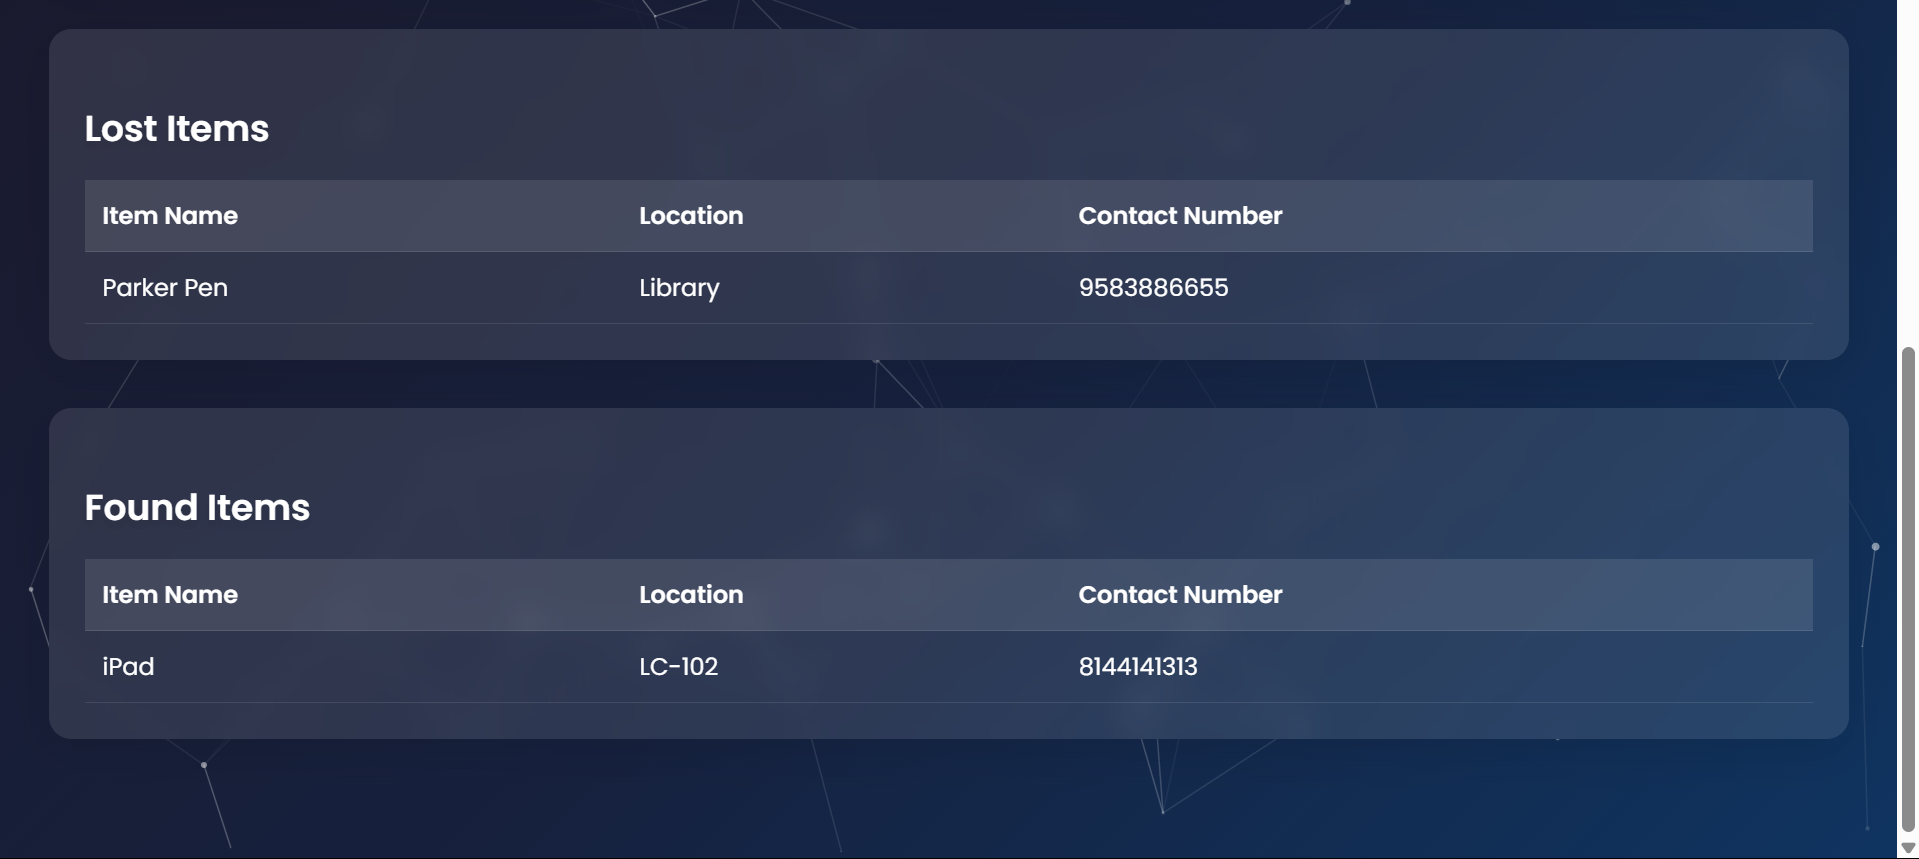 Lost Items
Item Name Location Contact Number
Parker Pen Library 9583886655
Found Items
Item Name Location Contact Number
iPad LC-102 8144141313